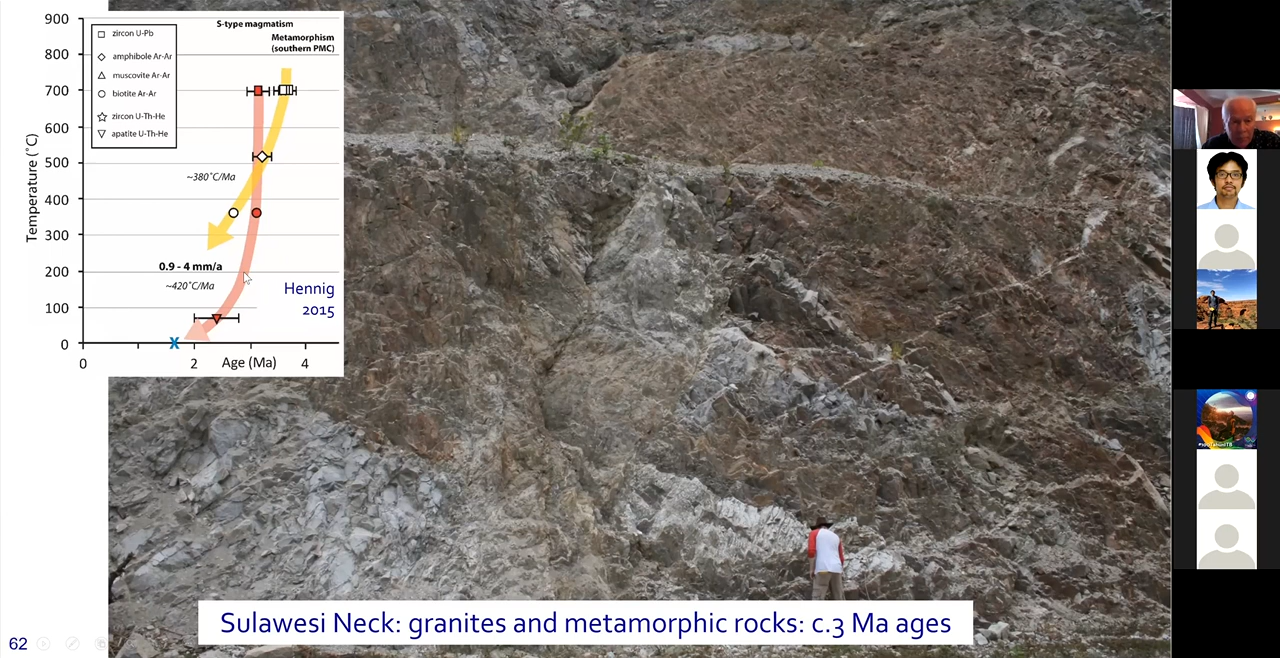 900
800
700
600
500
400
300
200
100
0
Temperature (˚C)
zircon U-Pb
amphibole Ar-Ar
muscovite Ar-Ar
biotite Ar-Ar
zircon U-Th-He
apatite U-Th-He
S-type magmatism
Metamorphism
(southern PMC)
~380˚C/Ma
0.9 - 4 mm/a
~420˚C/Ma
Hennig
2015
X
0
2
4
Age (Ma)
Sulawesi Neck: granites and metamorphic rocks: c.3 Ma ages
62